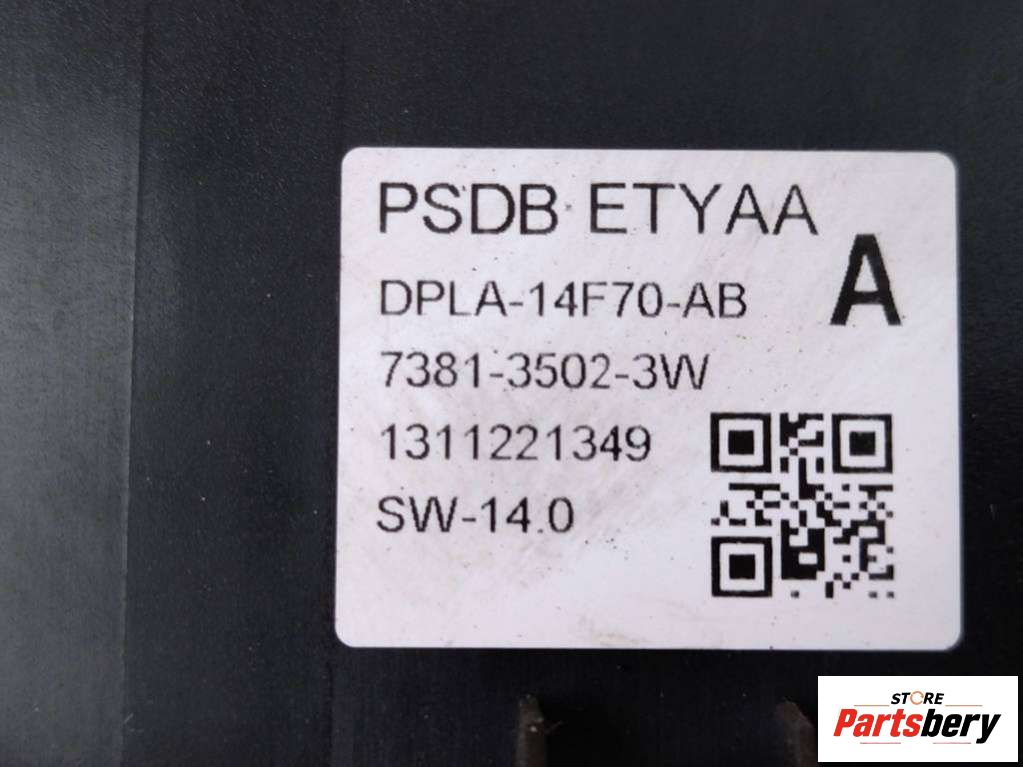 PSDB ETYAA
A
DPLA-14F70-AB
7381-3502-3W
1311221349
SW-14.0
STORE
Partsbery